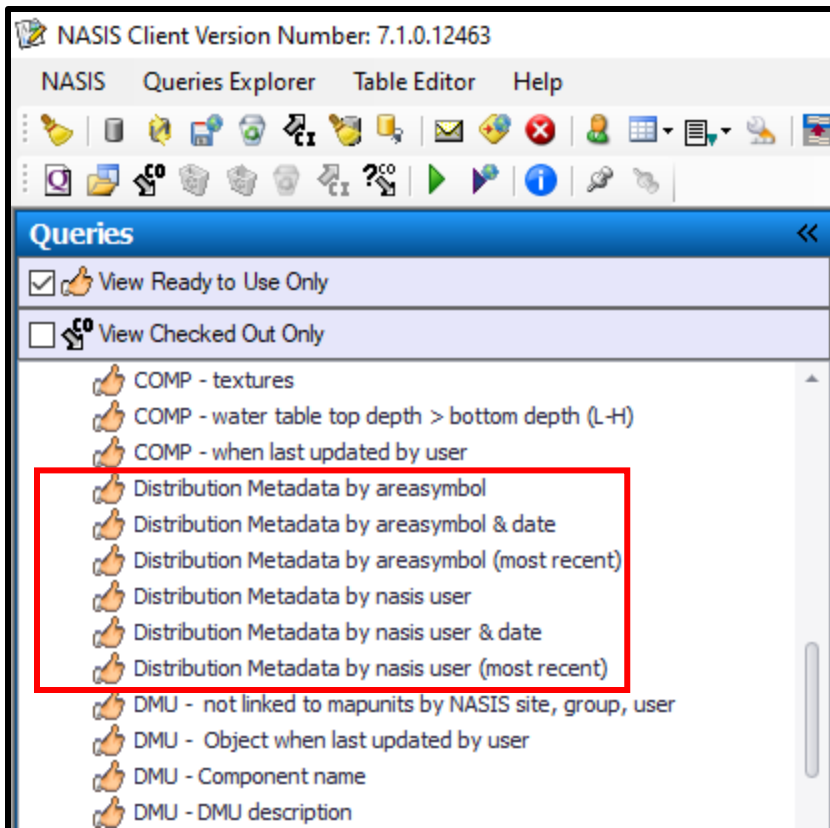 NASIS Client Version Number: 7.1.0.12463
NASIS Queries Explorer Table Editor Help
CI
Q CO CI ?CO i
Queries
View Ready to Use Only
CO View Checked Out Only
COMP - textures
COMP - water table top depth > bottom depth (L-H)
COMP - when last updated by user
Distribution Metadata by areasymbol
Distribution Metadata by areasymbol & date
Distribution Metadata by areasymbol (most recent)
Distribution Metadata by nasis user
Distribution Metadata by nasis user & date
Distribution Metadata by nasis user (most recent)
DMU -  not linked to mapunits by NASIS site, group, user
DMU -  Object when last updated by user
DMU - Component name
DMU - DMU description